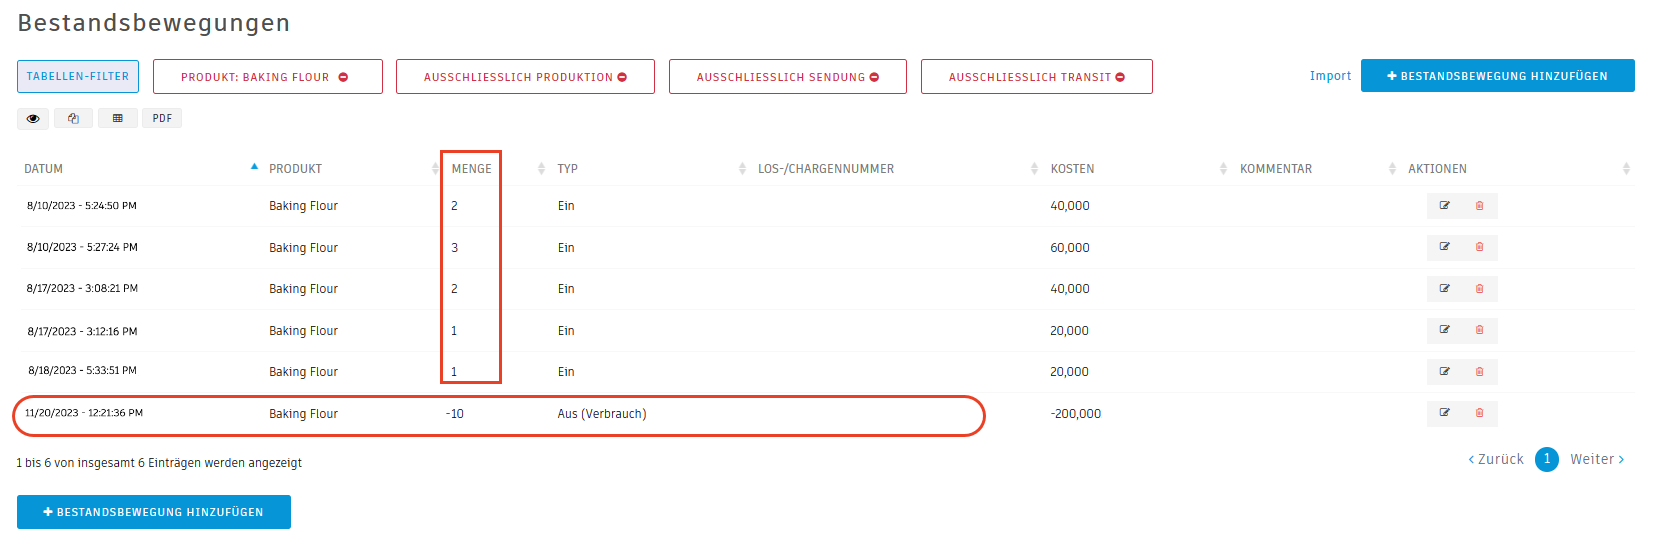 Bestandsbewegungen
TABELLEN-FILTER PRODUKT: BAKING FLOUR AUSSCHLIESSLICH PRODUKTION AUSSCHLIESSLICH SENDUNG AUSSCHLIESSLICH TRANSIT Import + BESTANDSBEWEGUNG HINZUFÜGEN
PDF
DATUM PRODUKT MENGE TYP LOS-/CHARGENNUMMER KOSTEN KOMMENTAR AKTIONEN
8/10/2023 - 5:24:50 PM Baking Flour 2 Ein 40,000
8/10/2023 - 5:27:24 PM Baking Flour 3 Ein 60,000
8/17/2023 - 3:08:21 PM Baking Flour 2 Ein 40,000
8/17/2023 - 3:12:16 PM Baking Flour 1 Ein 20,000
8/18/2023 - 5:33:51 PM Baking Flour 1 Ein 20,000
11/20/2023 - 12:21:36 PM Baking Flour -10 Aus (Verbrauch) -200,000
1 bis 6 von insgesamt 6 Einträgen werden angezeigt < Zurück 1 Weiter >
+ BESTANDSBEWEGUNG HINZUFÜGEN